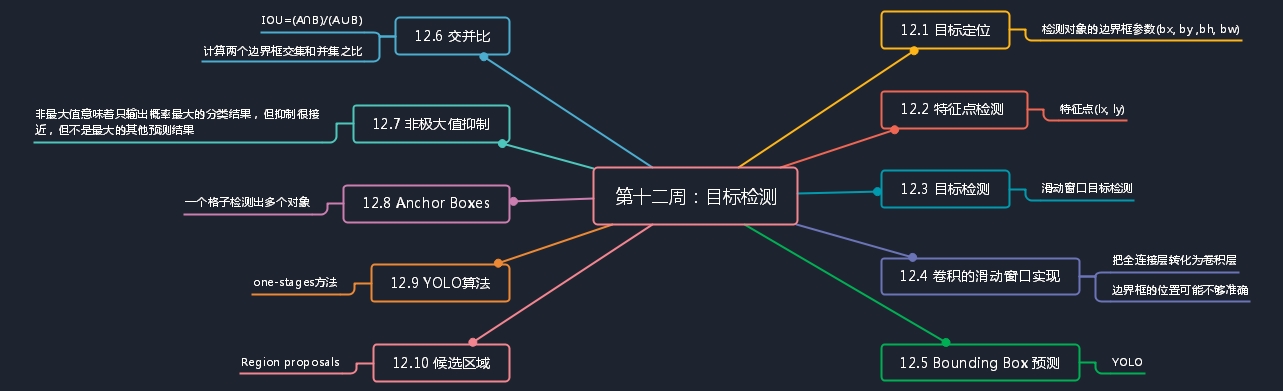 第十二周：目标检测
12.1 目标定位
检测对象的边界框参数(bx, by ,bh, bw)
12.2 特征点检测
特征点(lx, ly)
12.3 目标检测
滑动窗口目标检测
12.4 卷积的滑动窗口实现
把全连接层转化为卷积层
边界框的位置可能不够准确
12.5 Bounding Box 预测
YOLO
12.6 交并比
IOU=(A∩B)/(A∪B)
计算两个边界框交集和并集之比
12.7 非极大值抑制
非最大值意味着只输出概率最大的分类结果，但抑制很接
近，但不是最大的其他预测结果
12.8 Anchor Boxes
一个格子检测出多个对象
12.9 YOLO算法
one-stages方法
12.10 候选区域
Region proposals